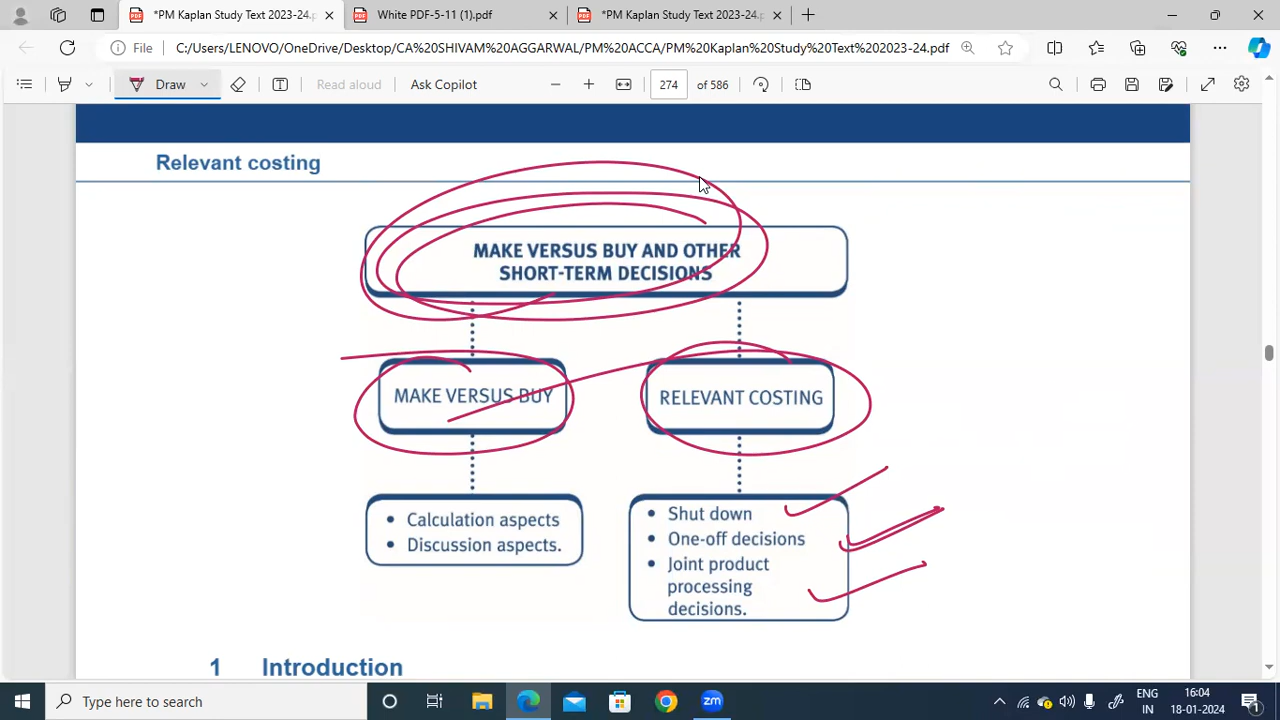 *PM Kaplan Study Text 2023-24.p
White PDF-5-11 (1).pdf
*PM Kaplan Study Text 2023-24.p
File
C:/Users/LENOVO/OneDrive/Desktop/CA%20SHIVAM%20AGGARWAL/PM%20ACCA/PM%20Kaplan%20Study%20Text%202023-24.pdf
Draw
Read aloud
Ask Copilot
274 of 586
Relevant costing
MAKE VERSUS BUY AND OTHER
SHORT-TERM DECISIONS
MAKE VERSUS BUY
RELEVANT COSTING
• Calculation aspects
• Discussion aspects.
• Shut down
• One-off decisions
• Joint product
processing
decisions.
1 Introduction
Type here to search
zm
ENG
IN
16:04
18-01-2024
1